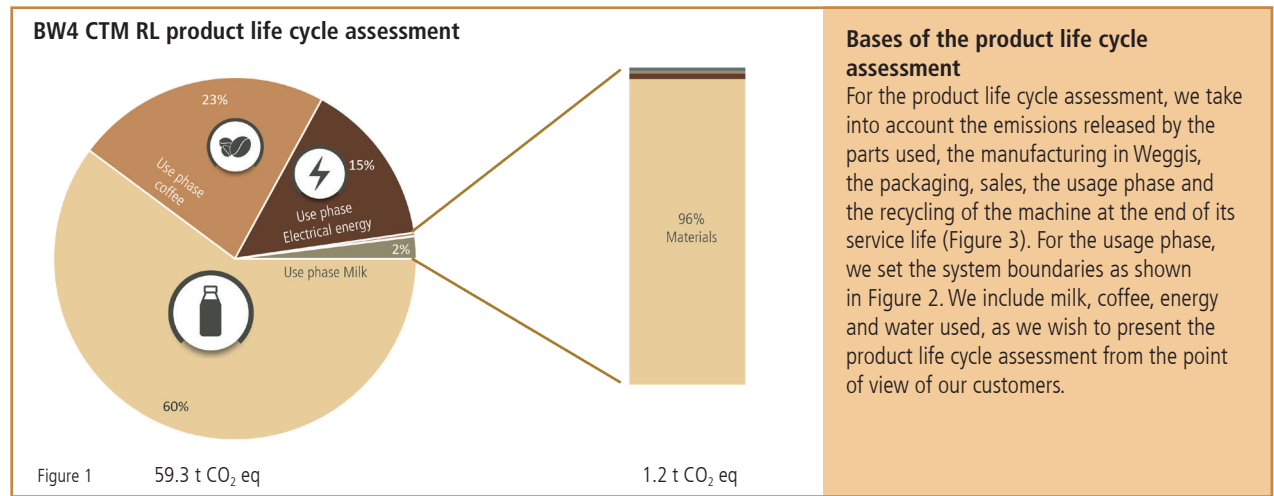 BW4 CTM RL product life cycle assessment
23%
Use phase
coffee
15%
Use phase
Electrical energy
2%
Use phase Milk
60%
96%
Materials
Figure 1
59.3 t CO₂ eq
1.2 t CO₂ eq
Bases of the product life cycle
assessment
For the product life cycle assessment, we take
into account the emissions released by the
parts used, the manufacturing in Weggis,
the packaging, sales, the usage phase and
the recycling of the machine at the end of its
service life (Figure 3). For the usage phase,
we set the system boundaries as shown
in Figure 2. We include milk, coffee, energy
and water used, as we wish to present the
product life cycle assessment from the point
of view of our customers.